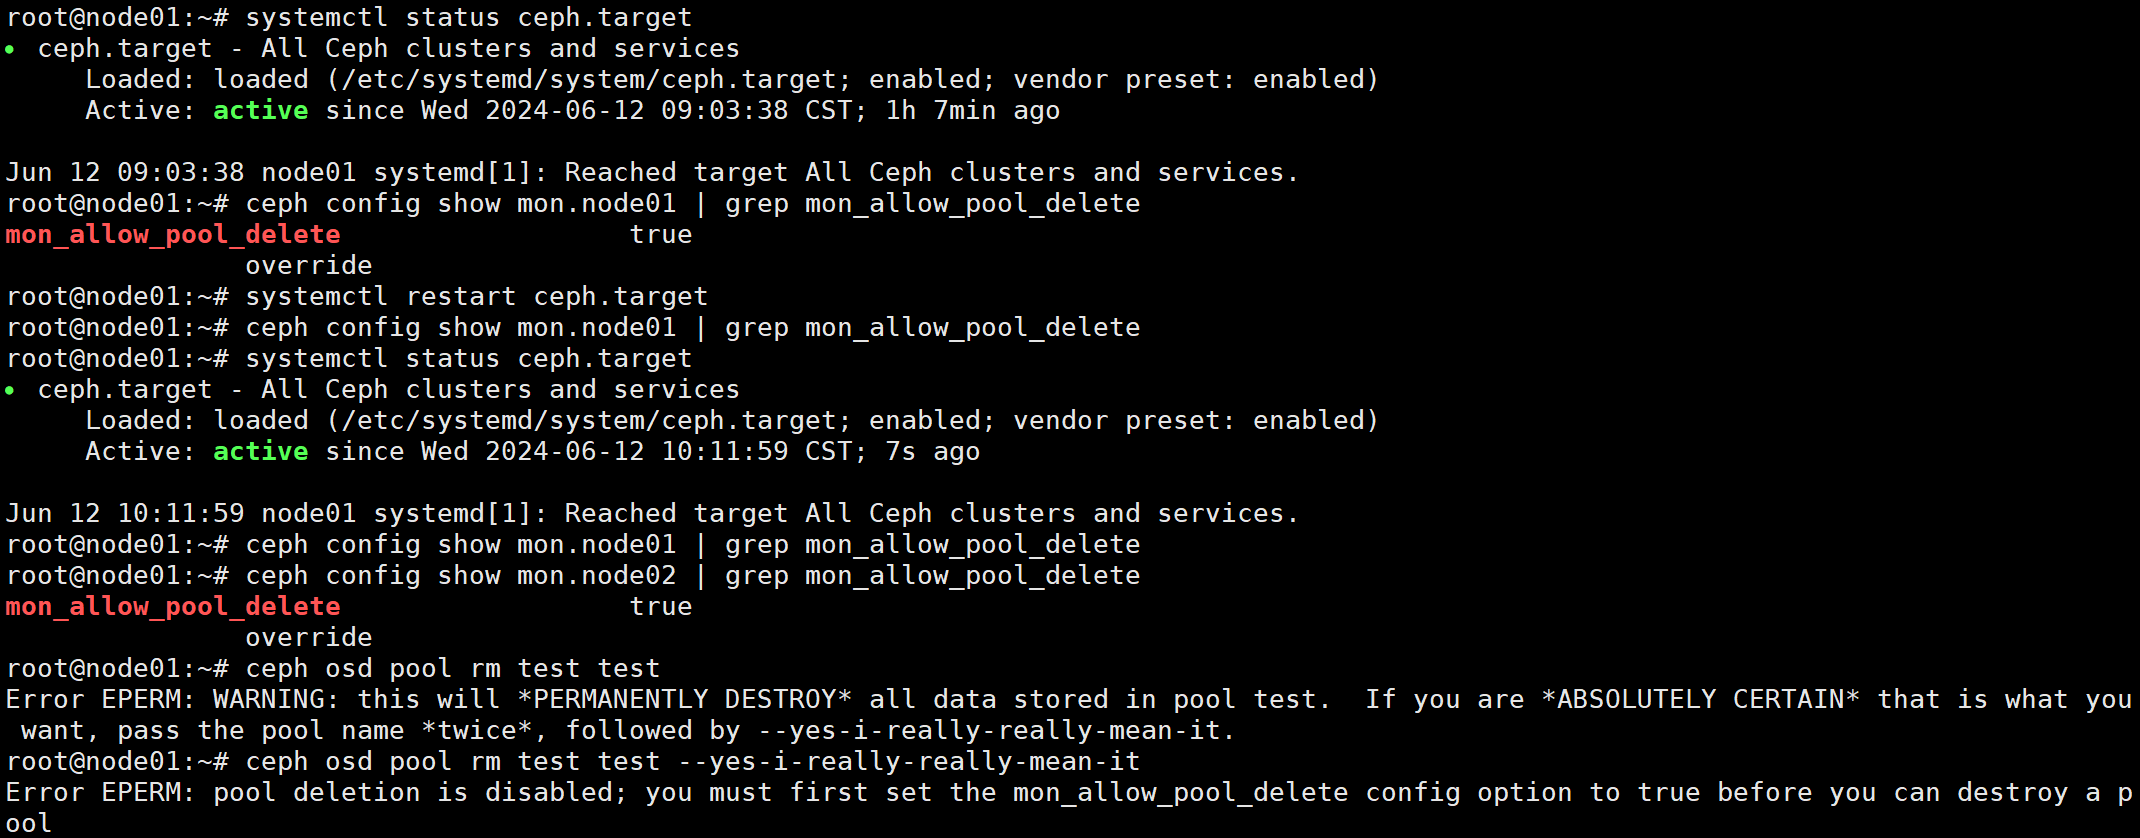 root@node01:~# systemctl status ceph.target
● ceph.target - All Ceph clusters and services
     Loaded: loaded (/etc/systemd/system/ceph.target; enabled; vendor preset: enabled)
     Active: active since Wed 2024-06-12 09:03:38 CST; 1h 7min ago

Jun 12 09:03:38 node01 systemd[1]: Reached target All Ceph clusters and services.
root@node01:~# ceph config show mon.node01 | grep mon_allow_pool_delete
mon_allow_pool_delete                  true
               override
root@node01:~# systemctl restart ceph.target
root@node01:~# ceph config show mon.node01 | grep mon_allow_pool_delete
root@node01:~# systemctl status ceph.target
● ceph.target - All Ceph clusters and services
     Loaded: loaded (/etc/systemd/system/ceph.target; enabled; vendor preset: enabled)
     Active: active since Wed 2024-06-12 10:11:59 CST; 7s ago

Jun 12 10:11:59 node01 systemd[1]: Reached target All Ceph clusters and services.
root@node01:~# ceph config show mon.node01 | grep mon_allow_pool_delete
root@node01:~# ceph config show mon.node02 | grep mon_allow_pool_delete
mon_allow_pool_delete                  true
               override
root@node01:~# ceph osd pool rm test test
Error EPERM: WARNING: this will *PERMANENTLY DESTROY* all data stored in pool test.  If you are *ABSOLUTELY CERTAIN* that is what you
 want, pass the pool name *twice*, followed by --yes-i-really-really-mean-it.
root@node01:~# ceph osd pool rm test test --yes-i-really-really-mean-it
Error EPERM: pool deletion is disabled; you must first set the mon_allow_pool_delete config option to true before you can destroy a p
ool